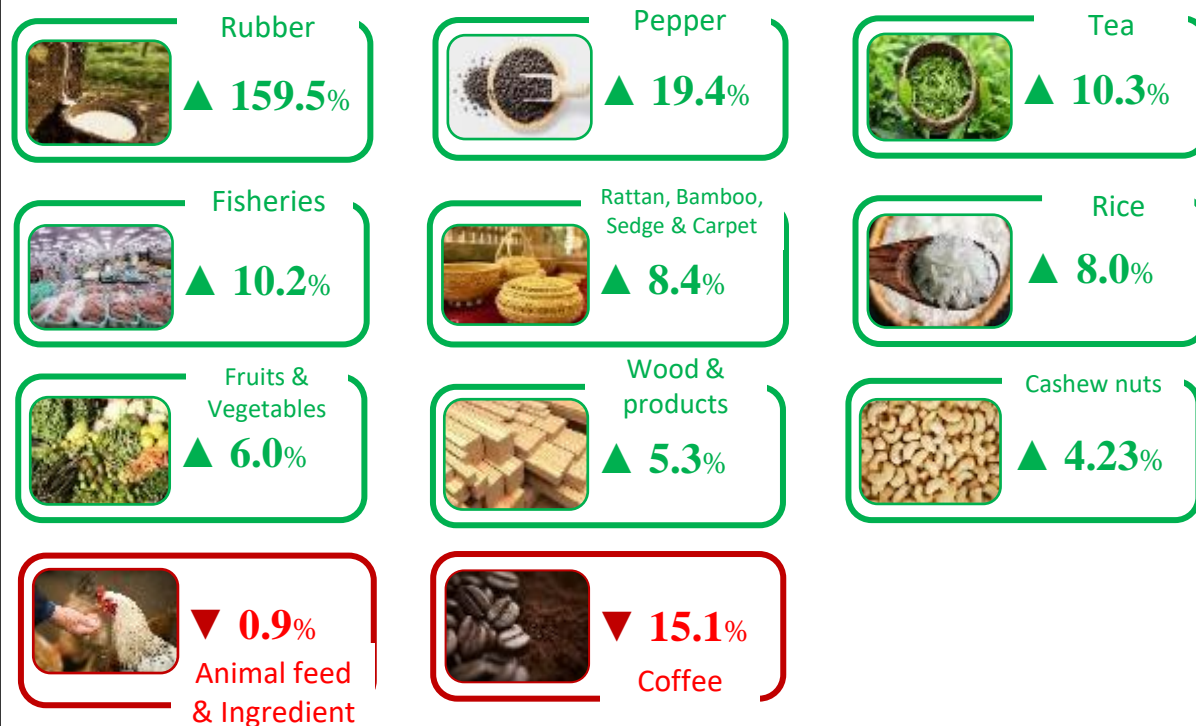 Rubber
▲ 159.5%
Pepper
▲ 19.4%
Tea
▲ 10.3%
Fisheries
▲ 10.2%
Rattan, Bamboo,
Sedge & Carpet
▲ 8.4%
Rice
▲ 8.0%
Fruits &
Vegetables
▲ 6.0%
Wood &
products
▲ 5.3%
Cashew nuts
▲ 4.23%
▼ 0.9%
Animal feed
& Ingredient
▼ 15.1%
Coffee